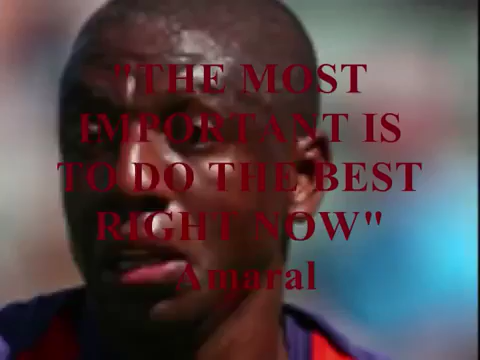 "THE MOST
IMPORTANT IS
TO DO THE BEST
RIGHT NOW"
Amaral